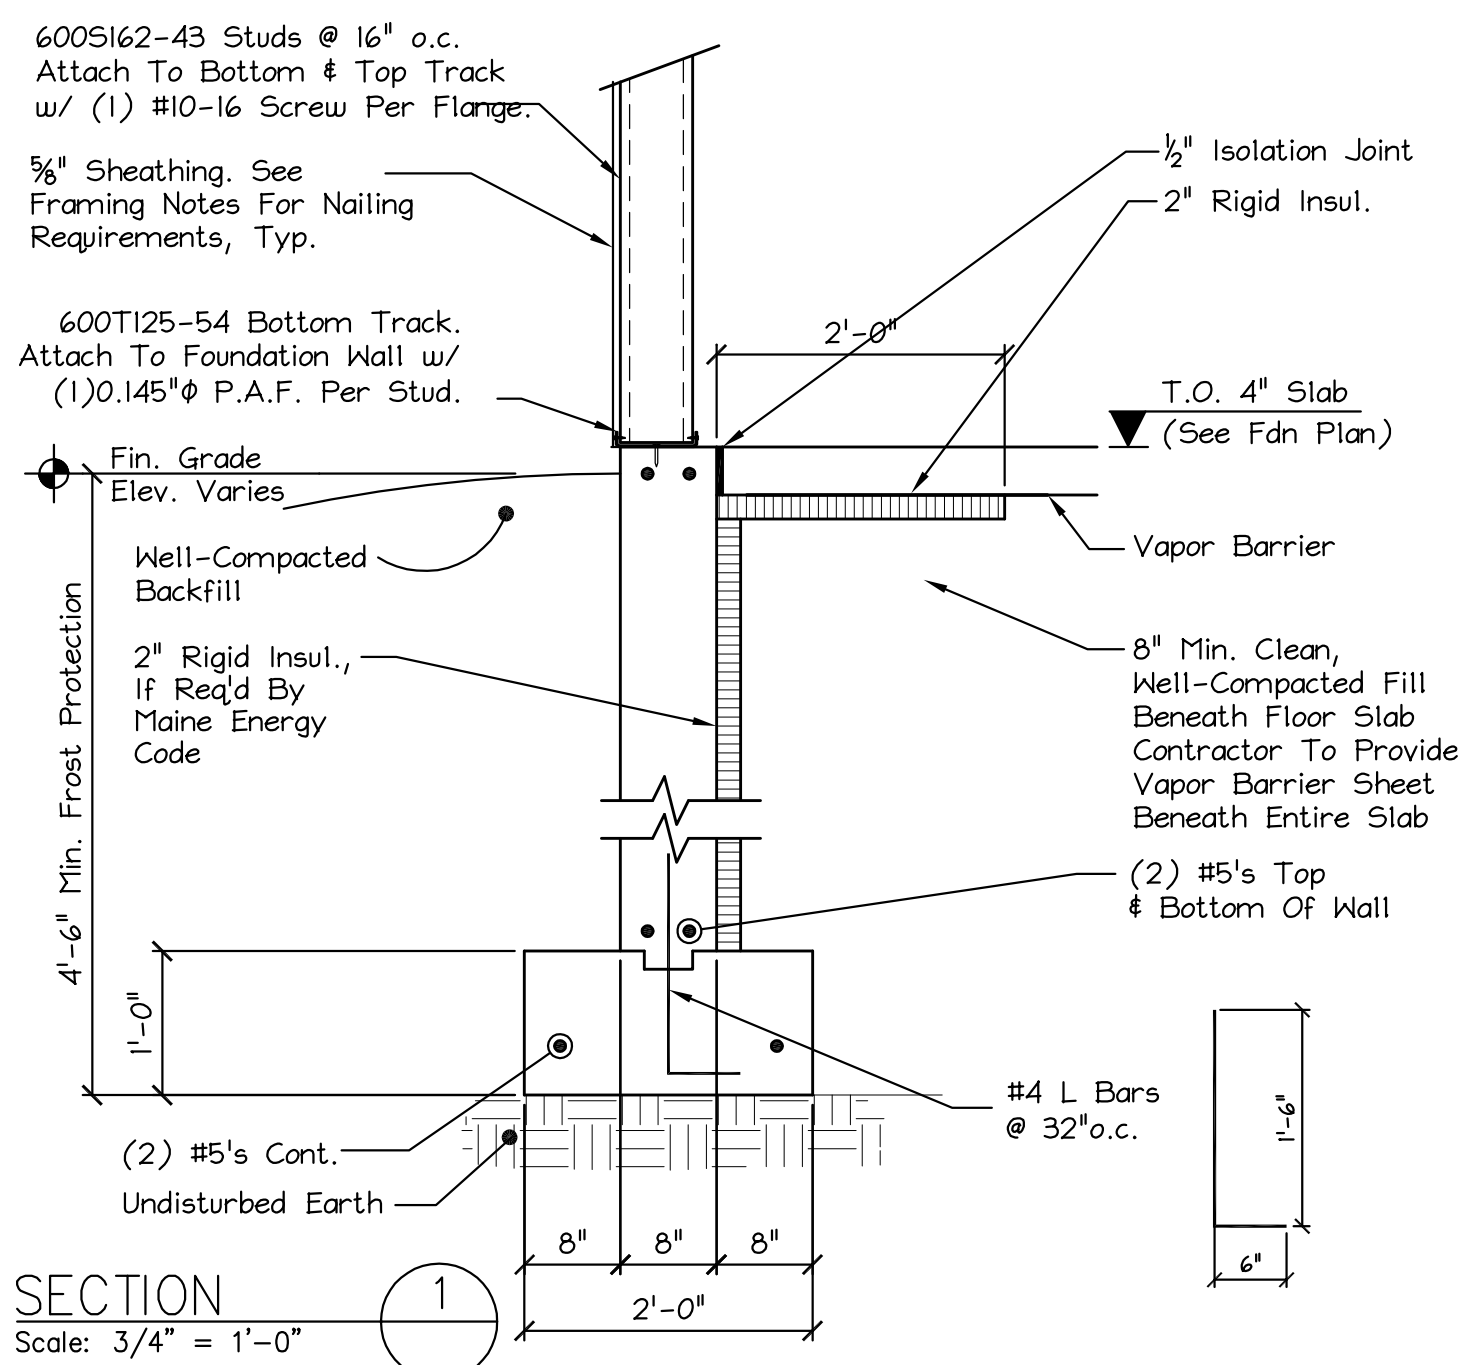 600S162-43 Studs @ 16" o.c.
Attach To Bottom & Top Track
w/ (1) #10-16 Screw Per Flange.
⅝" Sheathing. See
Framing Notes For Nailing
Requirements, Typ.
600T125-54 Bottom Track.
Attach To Foundation Wall w/
(1)0.145"ϕ P.A.F. Per Stud.
Fin. Grade
Elev. Varies
Well-Compacted
Backfill
2" Rigid Insul.,
If Req'd By
Maine Energy
Code
4'-6" Min. Frost Protection
1'-0"
(2) #5's Cont.
Undisturbed Earth
½" Isolation Joint
2" Rigid Insul.
2'-0"
T.O. 4" Slab
(See Fdn Plan)
Vapor Barrier
8" Min. Clean,
Well-Compacted Fill
Beneath Floor Slab
Contractor To Provide
Vapor Barrier Sheet
Beneath Entire Slab
(2) #5's Top
& Bottom Of Wall
#4 L Bars
@ 32"o.c.
1'-6"
6"
8" 8" 8"
2'-0"
SECTION
1
Scale: 3/4" = 1'-0"